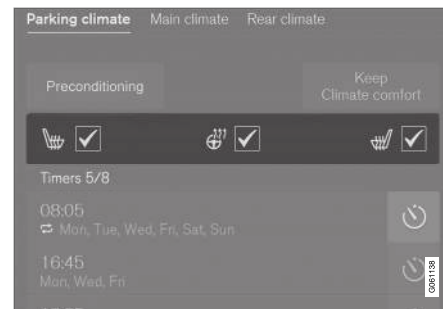 Parking climate Main climate Rear climate
Preconditioning
Keep
Climate comfort
Timers 5/8
08:05
Mon, Tue, Wed, Fri, Sat, Sun
16:45
Mon, Wed, Fri
G061138